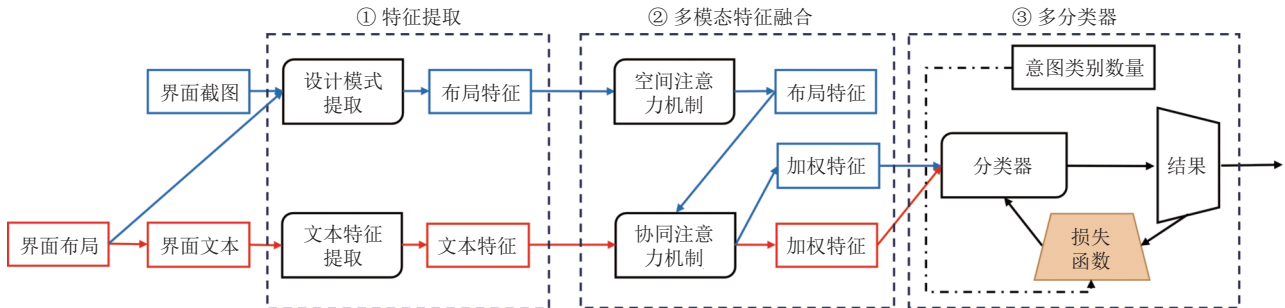 ① 特征提取
② 多模态特征融合
③ 多分类器
界面截图
设计模式
提取
布局特征
空间注意
力机制
布局特征
意图类别数量
加权特征
分类器
结果
界面布局
界面文本
文本特征
提取
文本特征
协同注意
力机制
加权特征
损失
函数